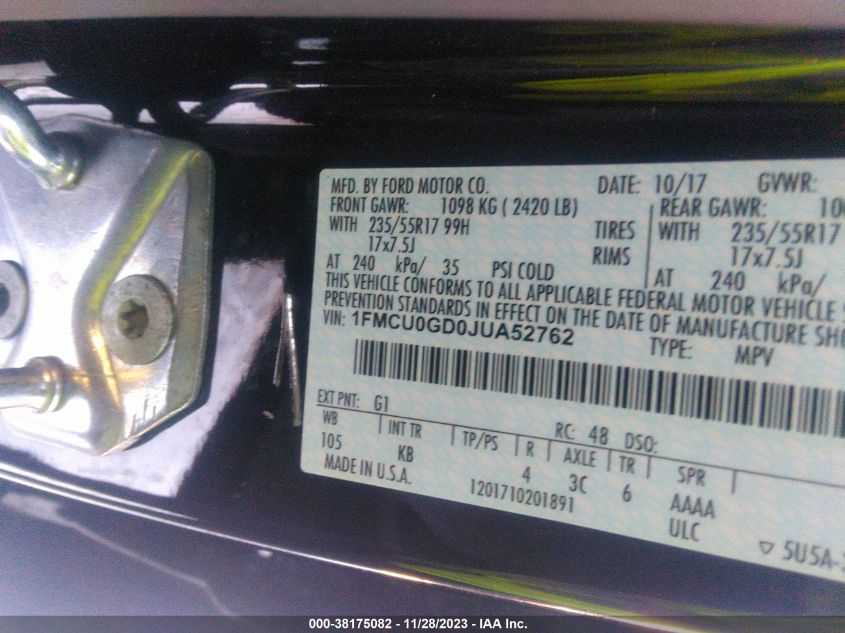 MFD. BY FORD MOTOR CO. DATE: 10/17 GVWR:
FRONT GAWR: 1098 KG ( 2420 LB) REAR GAWR:
WITH 235/55R17 99H TIRES WITH 235/55R17
17x7.5J RIMS 17x7.5J
AT 240 kPa/ 35 PSI COLD AT 240 kPa/
THIS VEHICLE CONFORMS TO ALL APPLICABLE FEDERAL MOTOR VEHICLE
PREVENTION STANDARDS IN EFFECT ON THE DATE OF MANUFACTURE
VIN: 1FMCU0GD0JUA52762
TYPE: MPV
EXT PNT: G1 RC: 48 DSO:
WB INT TR TP/PS R AXLE TR SPR
105 KB 4 3C 6 AAAA
MADE IN U.S.A. 1201710201891 ULC
▽ 5U5A-
000-38175082 - 11/28/2023 - IAA Inc.